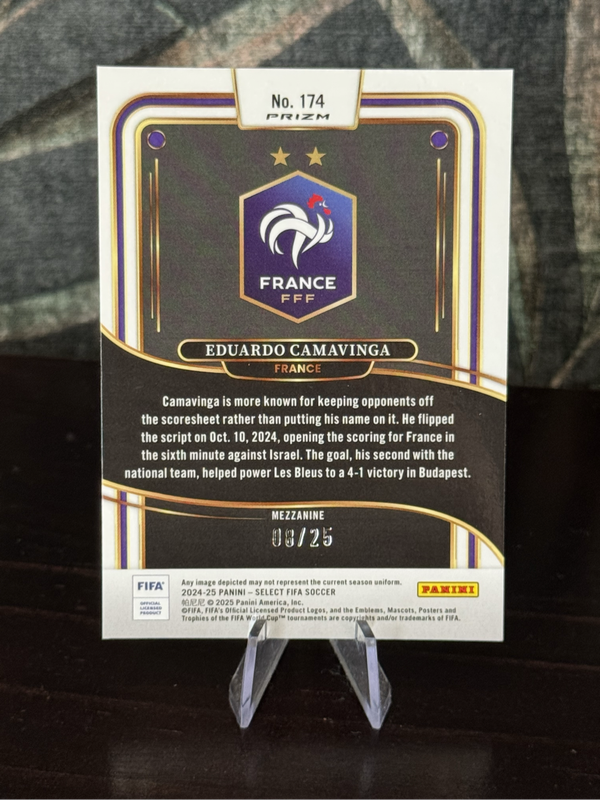 No. 174
PRIZM
FRANCE
FFF
EDUARDO CAMAVINGA
FRANCE
Camavinga is more known for keeping opponents off
the scoresheet rather than putting his name on it. He flipped
the script on Oct. 10, 2024, opening the scoring for France in
the sixth minute against Israel. The goal, his second with the
national team, helped power Les Bleus to a 4-1 victory in Budapest.
MEZZANINE
09/25
FIFA®
OFFICIAL
LICENSED
PRODUCT
Any image depicted may not represent the current season uniform.
2024-25 PANINI – SELECT FIFA SOCCER
帕尼尼 © 2025 Panini America, Inc.
©FIFA, FIFA's Official Licensed Product Logos, and the Emblems, Mascots, Posters and
Trophies of the FIFA World Cup™ tournaments are copyrights and/or trademarks of FIFA.
PANINI